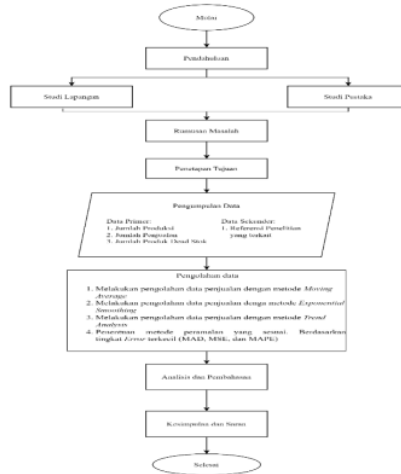 Mulai
Pendahuluan
Studi Lapangan
Studi Pustaka
Rumusan Masalah
Penetapan Tujuan
Pengumpulan Data
Data Primer:
1. Jumlah Produksi
2. Jumlah Penjualan
3. Jumlah Produk Dead Stok
Data Sekunder:
1. Referensi Penelitian
yang terkait
Pengolahan data
1. Melakukan pengolahan data penjualan dengan metode Moving
Average
2. Melakukan pengolahan data penjualan denga metode Exponential
Smoothing
3. Melakukan pengolahan data penjualan dengan metode Trend
Analysis
4. Penentuan metode peramalan yang sesuai. Berdasarkan
tingkat Error terkecil (MAD, MSE, dan MAPE)
Analisis dan Pembahasan
Kesimpulan dan Saran
Selesai